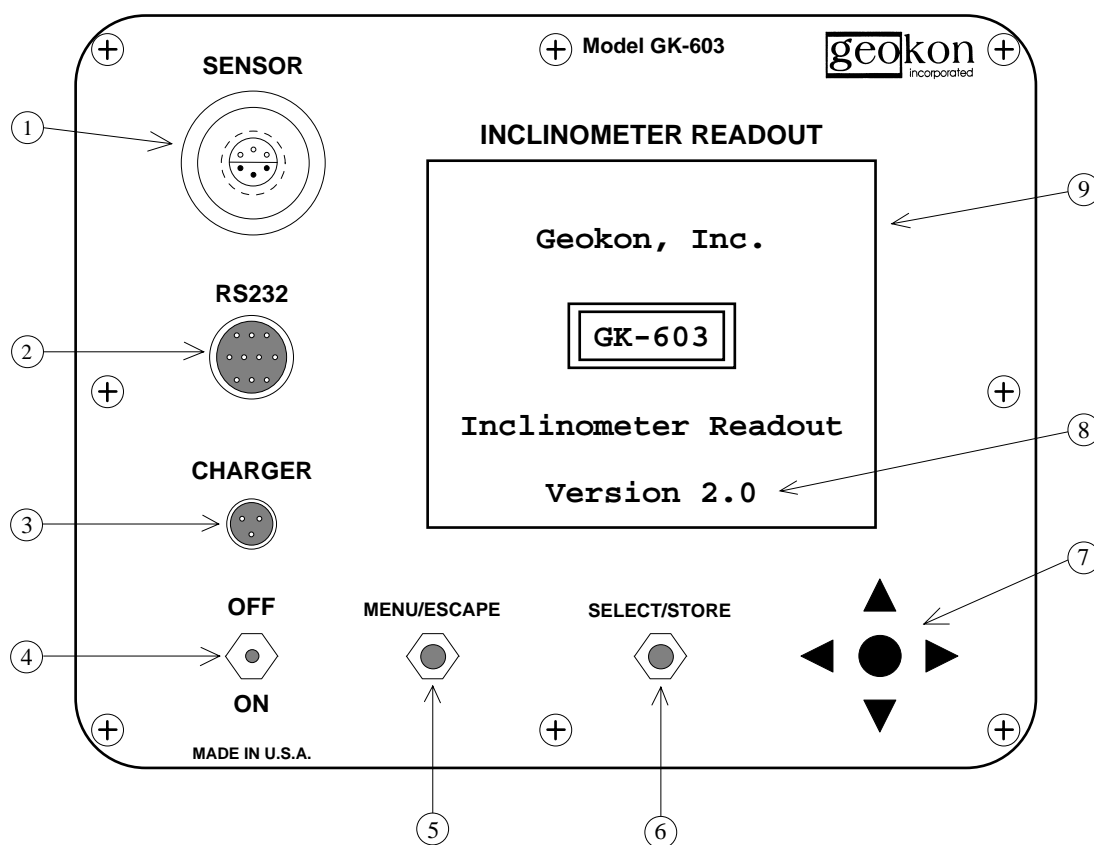 Model GK-603
geokon
incorporated
SENSOR
1
INCLINOMETER READOUT
9
Geokon, Inc.
RS232
2
GK-603
Inclinometer Readout
8
CHARGER
Version 2.0
3
7
OFF
MENU/ESCAPE
SELECT/STORE
4
ON
MADE IN U.S.A.
5
6